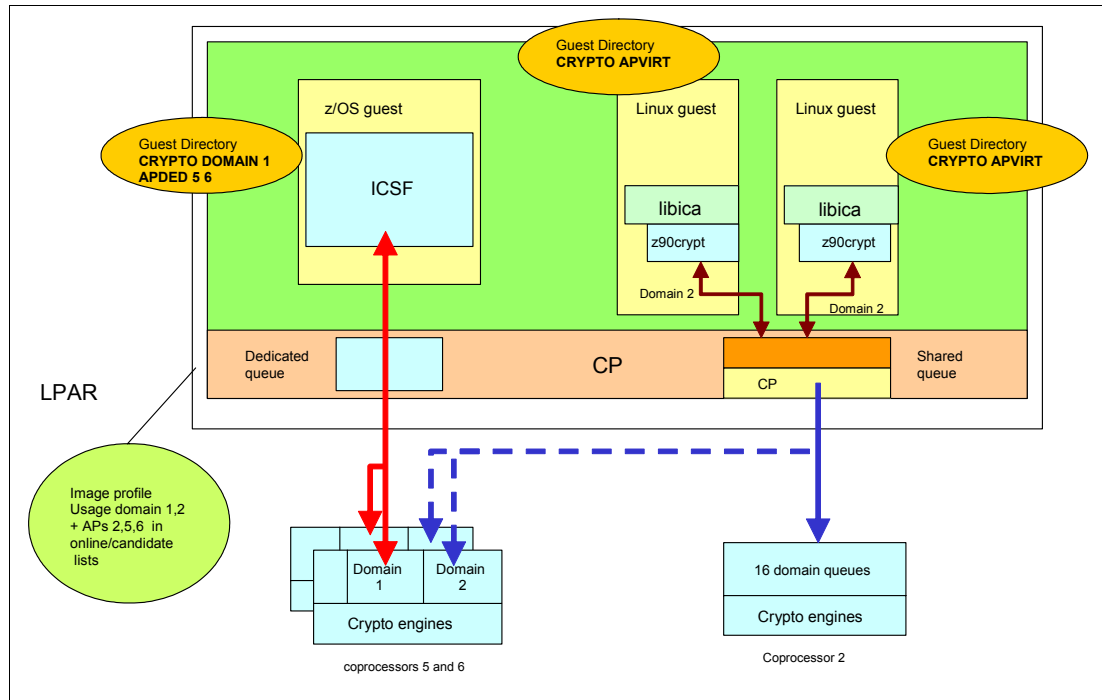 Guest Directory
CRYPTO APVIRT
z/OS guest
Linux guest
Linux guest
Guest Directory
CRYPTO DOMAIN 1
APDED 5 6
Guest Directory
CRYPTO APVIRT
ICSF
libica
libica
z90crypt
z90crypt
Domain 2
Domain 2
Dedicated
queue
CP
CP
Shared
queue
LPAR
Image profile
Usage domain 1,2
+ APs 2,5,6 in
online/candidate
lists
Domain
1
Domain
2
Crypto engines
coprocessors 5 and 6
16 domain queues
Crypto engines
Coprocessor 2